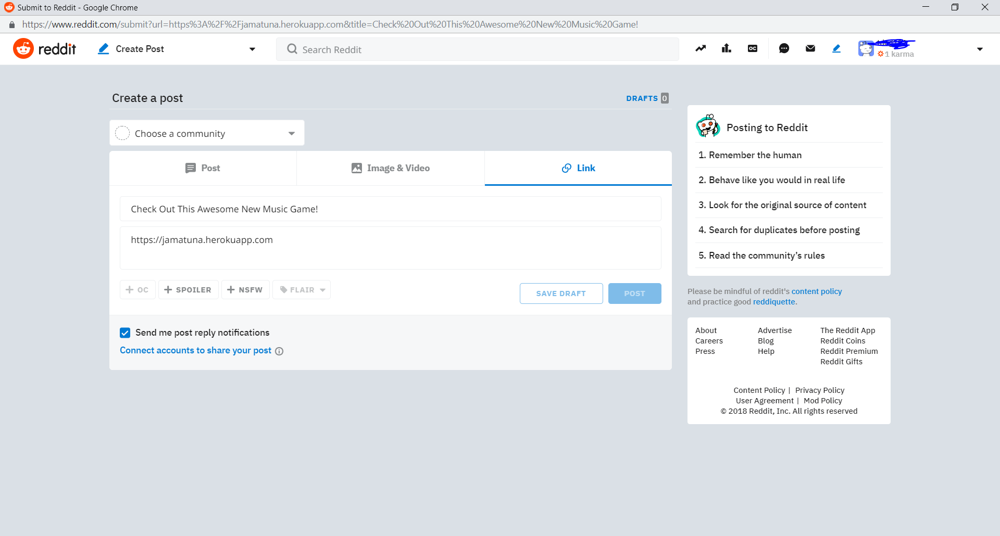 Submit to Reddit - Google Chrome
https://www.reddit.com/submit?url=https%3A%2F%2Fjamatuna.herokuapp.com&title=Check%20Out%20This%20Awesome%20New%20Music%20Game!
reddit Create Post Search Reddit OC 1 karma
Create a post DRAFTS 0
Choose a community
Post Image & Video Link
Check Out This Awesome New Music Game!
https://jamatuna.herokuapp.com
+ OC + SPOILER + NSFW FLAIR SAVE DRAFT POST
Send me post reply notifications
Connect accounts to share your post
Posting to Reddit
1. Remember the human
2. Behave like you would in real life
3. Look for the original source of content
4. Search for duplicates before posting
5. Read the community’s rules
Please be mindful of reddit's content policy
and practice good reddiquette.
About Advertise The Reddit App
Careers Blog Reddit Coins
Press Help Reddit Premium
Reddit Gifts
Content Policy | Privacy Policy
User Agreement | Mod Policy
© 2018 Reddit, Inc. All rights reserved